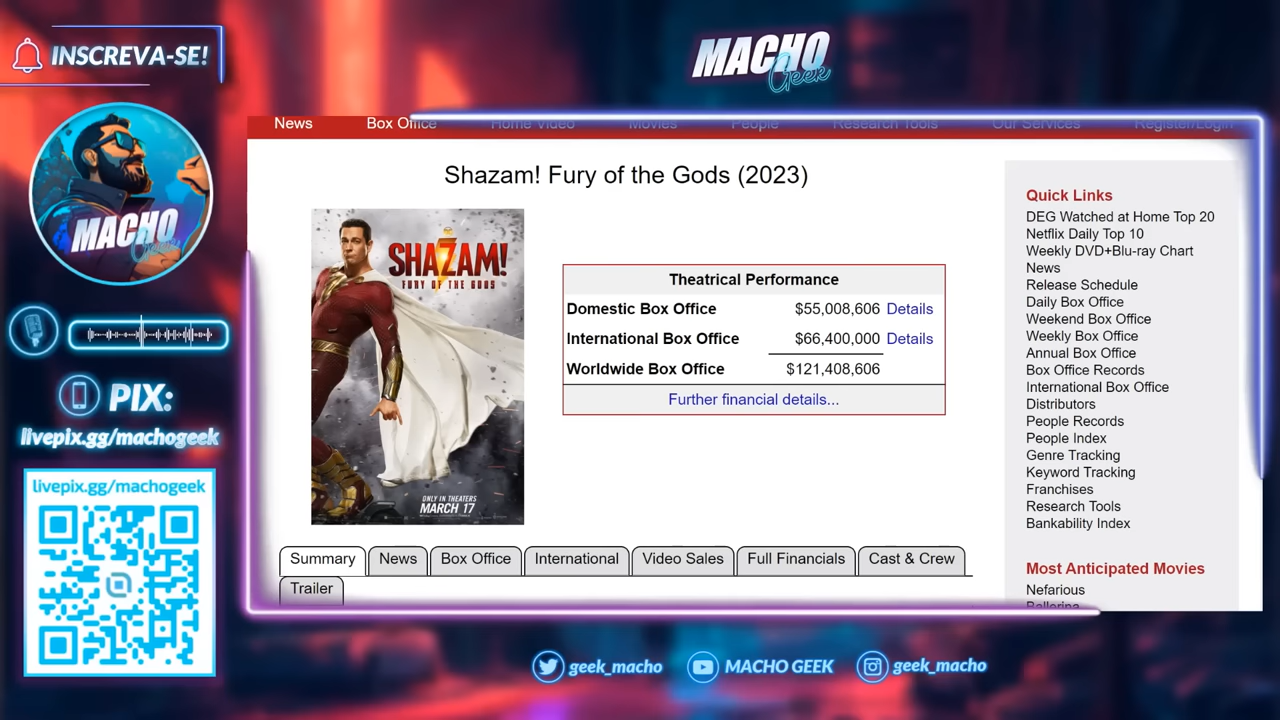 INSCREVA-SE!
MACHO
Geek
MACHO
Geek
PIX:
livepix.gg/machogeek
livepix.gg/machogeek
News Box Office Home Video Movies People Research Tools Our Services Register/Login
Shazam! Fury of the Gods (2023)
SHAZAM!
FURY OF THE GODS
ONLY IN THEATERS
MARCH 17
Theatrical Performance
Domestic Box Office $55,008,606 Details
International Box Office $66,400,000 Details
Worldwide Box Office $121,408,606
Further financial details...
Summary News Box Office International Video Sales Full Financials Cast & Crew
Trailer
Quick Links
DEG Watched at Home Top 20
Netflix Daily Top 10
Weekly DVD+Blu-ray Chart
News
Release Schedule
Daily Box Office
Weekend Box Office
Weekly Box Office
Annual Box Office
Box Office Records
International Box Office
Distributors
People Records
People Index
Genre Tracking
Keyword Tracking
Franchises
Research Tools
Bankability Index
Most Anticipated Movies
Nefarious
Ballerina
geek_macho MACHO GEEK geek_macho